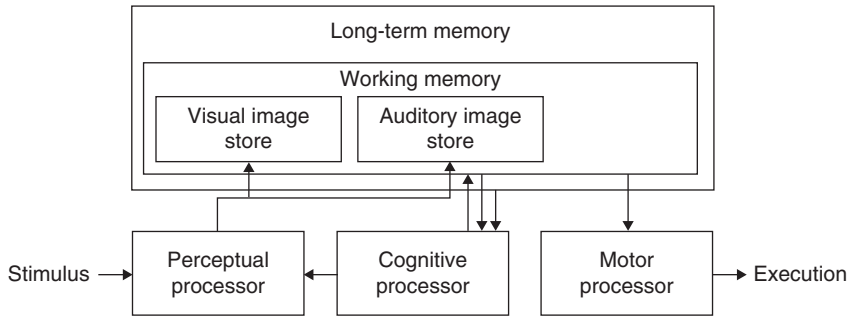 Long-term memory
Working memory
Visual image
store
Auditory image
store
Stimulus
Perceptual
processor
Cognitive
processor
Motor
processor
Execution